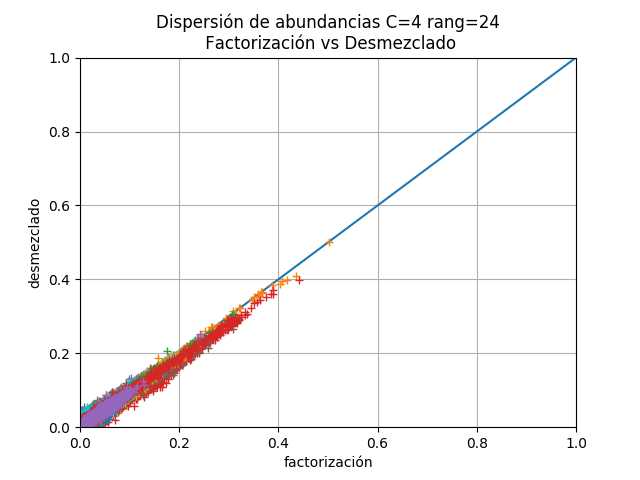 Dispersión de abundancias C=4 rang=24
Factorización vs Desmezclado
1.0
0.8
0.6
0.4
0.2
0.0
desmezclado
0.0 0.2 0.4 0.6 0.8 1.0
factorización